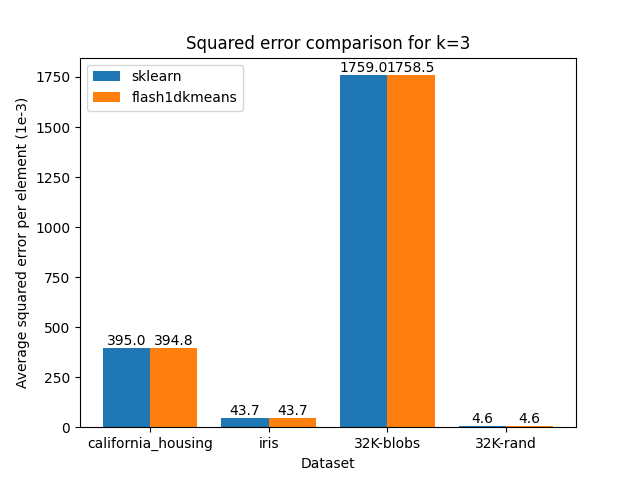 Squared error comparison for k=3
sklearn
flash1dkmeans
1759.0 1758.5
395.0 394.8
43.7 43.7
4.6 4.6
1750
1500
1250
1000
750
500
250
0
Average squared error per element (1e-3)
california_housing iris 32K-blobs 32K-rand
Dataset